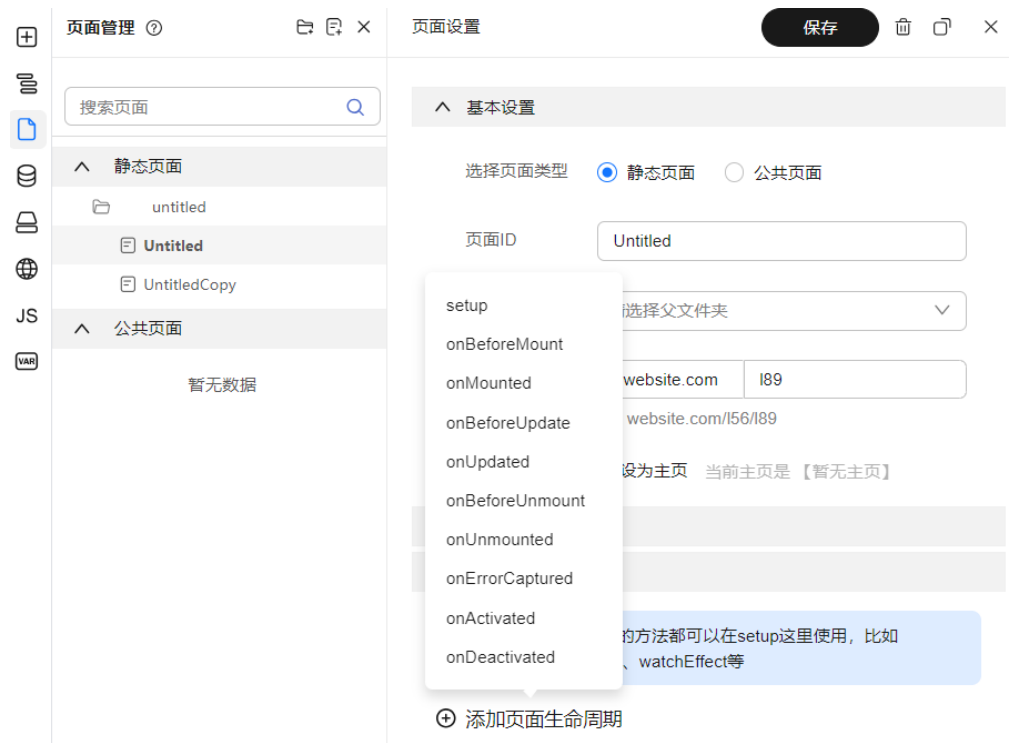 页面管理
搜索页面
静态页面
untitled
Untitled
UntitledCopy
公共页面
暂无数据
JS
VAR
页面设置
保存
基本设置
选择页面类型 静态页面 公共页面
页面ID Untitled
选择父文件夹
website.com l89
website.com/l56/l89
设为主页 当前主页是 【暂无主页】
setup
onBeforeMount
onMounted
onBeforeUpdate
onUpdated
onBeforeUnmount
onUnmounted
onErrorCaptured
onActivated
onDeactivated
的方法都可以在setup这里使用，比如
、watchEffect等
添加页面生命周期